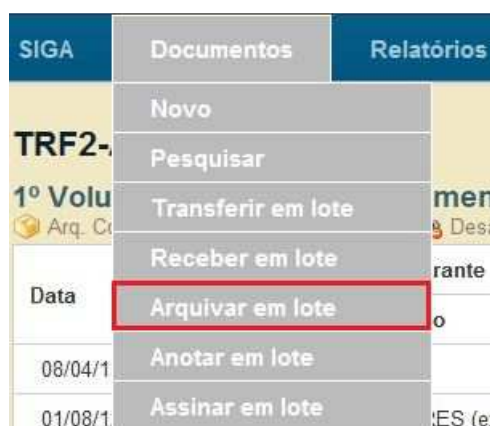 SIGA Documentos Relatórios
Novo
TRF2-
Pesquisar
1º Volu
Transferir em lote
Arq.
Receber em lote
rante
Data
Arquivar em lote
o
Anotar em lote
08/04/1
Assinar em lote
01/08/1